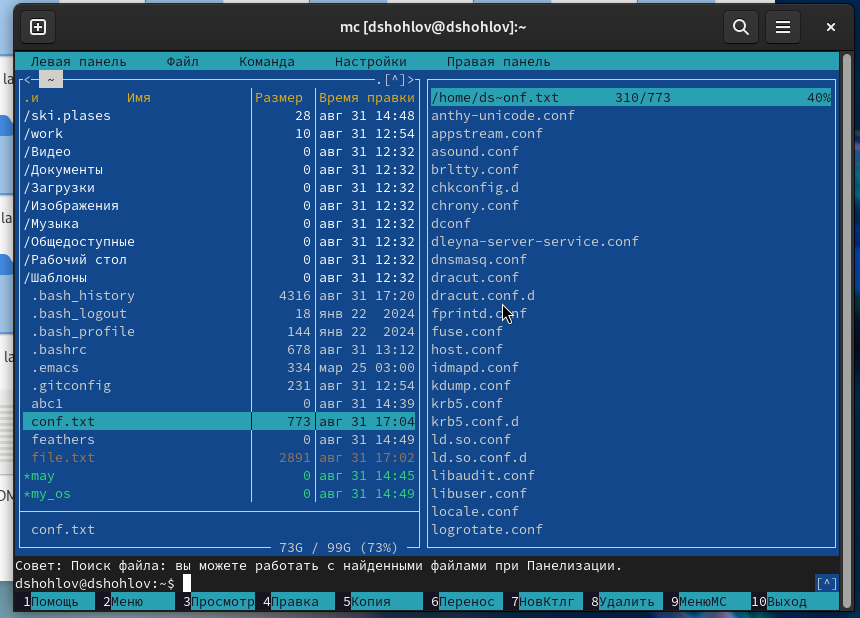 mc [dshohlov@dshohlov]:~
Левая панель Файл Команда Настройки Правая панель
<─ ~ .[^]>
.и Имя Размер Время правки
/ski.plases 28 авг 31 14:48
/work 10 авг 31 12:54
/Видео 0 авг 31 12:32
/Документы 0 авг 31 12:32
/Загрузки 0 авг 31 12:32
/Изображения 0 авг 31 12:32
/Музыка 0 авг 31 12:32
/Общедоступные 0 авг 31 12:32
/Рабочий стол 0 авг 31 12:32
/Шаблоны 0 авг 31 12:32
.bash_history 4316 авг 31 17:20
.bash_logout 18 янв 22 2024
.bash_profile 144 янв 22 2024
.bashrc 678 авг 31 13:12
.emacs 334 мар 25 03:00
.gitconfig 231 авг 31 12:54
abc1 0 авг 31 14:39
conf.txt 773 авг 31 17:04
feathers 0 авг 31 14:49
file.txt 2891 авг 31 17:02
*may 0 авг 31 14:45
*my_os 0 авг 31 14:49
conf.txt
73G / 99G (73%)
/home/ds~onf.txt 310/773 40%
anthy-unicode.conf
appstream.conf
asound.conf
brltty.conf
chkconfig.d
chrony.conf
dconf
dleyna-server-service.conf
dnsmasq.conf
dracut.conf
dracut.conf.d
fprintd.conf
fuse.conf
host.conf
idmapd.conf
kdump.conf
krb5.conf
krb5.conf.d
ld.so.conf
ld.so.conf.d
libaudit.conf
libuser.conf
locale.conf
logrotate.conf
Совет: Поиск файла: вы можете работать с найденными файлами при Панелизации.
dshohlov@dshohlov:~$ [^]
1Помощь 2Меню 3Просмотр 4Правка 5Копия 6Перенос 7НовКтлг 8Удалить 9МенюМС 10Выход